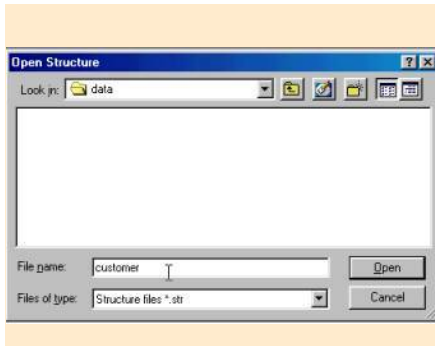 Open Structure
Look in: data
File name: customer Open
Files of type: Structure files *.str Cancel